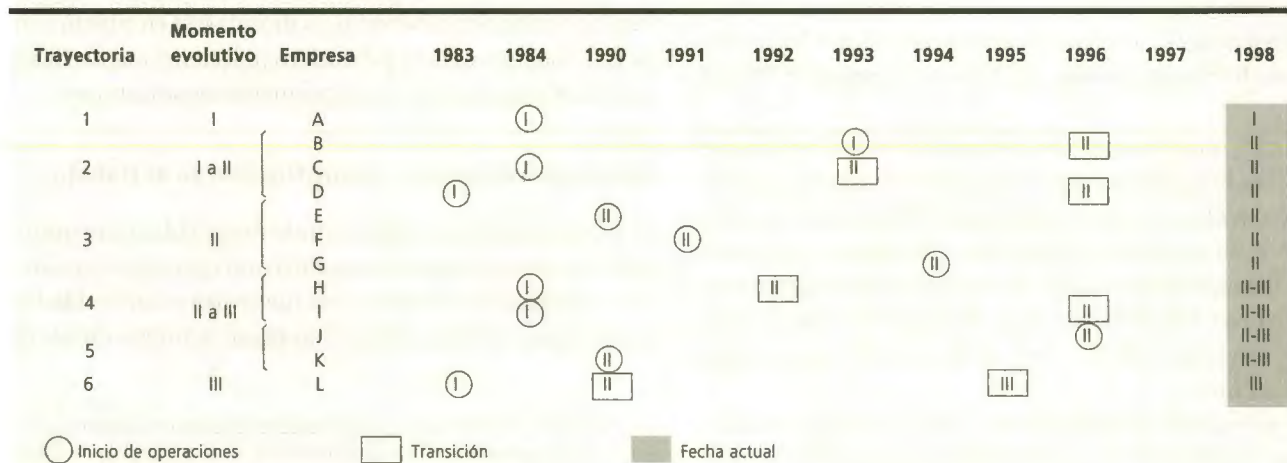 Trayectoria Momento evolutivo Empresa 1983 1984 1990 1991 1992 1993 1994 1995 1996 1997 1998
1 I A I I
B I II II
2 I a II C I II II
D I II II
E II II
3 II F II II
G II II
4 H I II II-III
II a III I I II II-III
J II II-III
5 K II II-III
6 III L I II III III
Inicio de operaciones Transición Fecha actual